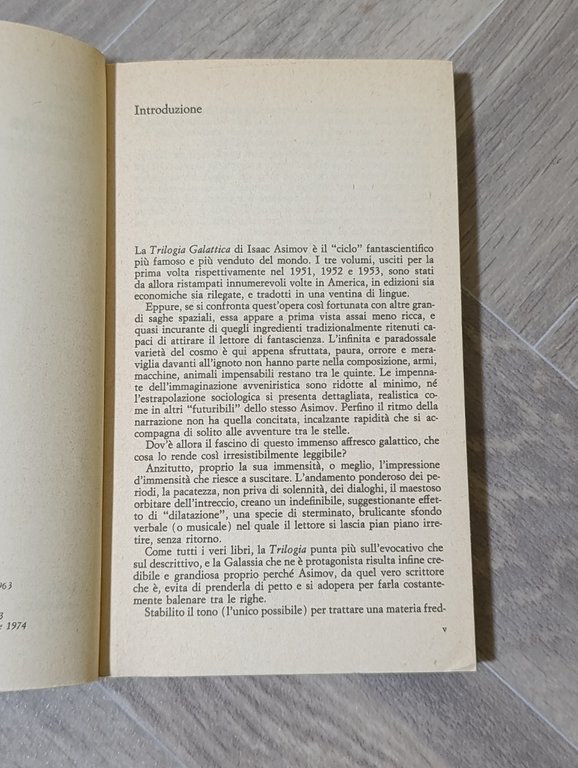 963
3
e 1974
Introduzione
La Trilogia Galattica di Isaac Asimov è il “ciclo” fantascientifico
più famoso e più venduto del mondo. I tre volumi, usciti per la
prima volta rispettivamente nel 1951, 1952 e 1953, sono stati
da allora ristampati innumerevoli volte in America, in edizioni sia
economiche sia rilegate, e tradotti in una ventina di lingue.
Eppure, se si confronta quest'opera così fortunata con altre gran-
di saghe spaziali, essa appare a prima vista assai meno ricca, e
quasi incurante di quegli ingredienti tradizionalmente ritenuti capa-
ci di attirare il lettore di fantascienza. L'infinita e paradossale
varietà del cosmo è qui appena sfruttata, paura, orrore e mera-
viglia davanti all'ignoto non hanno parte nella composizione, armi,
macchine, animali impensabili restano tra le quinte. Le impen-
nate dell'immaginazione avveniristica sono ridotte al minimo, né
l'estrapolazione sociologica si presenta dettagliata, realistica co-
me in altri “futuribili” dello stesso Asimov. Perfino il ritmo della
narrazione non ha quella concitata, incalzante rapidità che si ac-
compagna di solito alle avventure tra le stelle.
Dov'è allora il fascino di questo immenso affresco galattico, che
cosa lo rende così irresistibilmente leggibile?
Anzitutto, proprio la sua immensità, o meglio, l'impressione
d'immensità che riesce a suscitare. L'andamento ponderoso dei pe-
riodi, la pacatezza, non priva di solennità, dei dialoghi, il maestoso
orbitare dell'intreccio, creano un indefinibile, suggestionante effet-
to di “dilatazione”, una specie di sterminato, brulicante sfondo
verbale (o musicale) nel quale il lettore si lascia pian piano irre-
tire, senza ritorno.
Come tutti i veri libri, la Trilogia punta più sull'evocativo che
sul descrittivo, e la Galassia che ne è protagonista risulta infine cre-
dibile e grandiosa proprio perché Asimov, da quel vero scrittore
che è, evita di prenderla di petto e si adopera per farla costante-
mente balenare tra le righe.
Stabilito il tono (l'unico possibile) per trattare una materia fred-
v